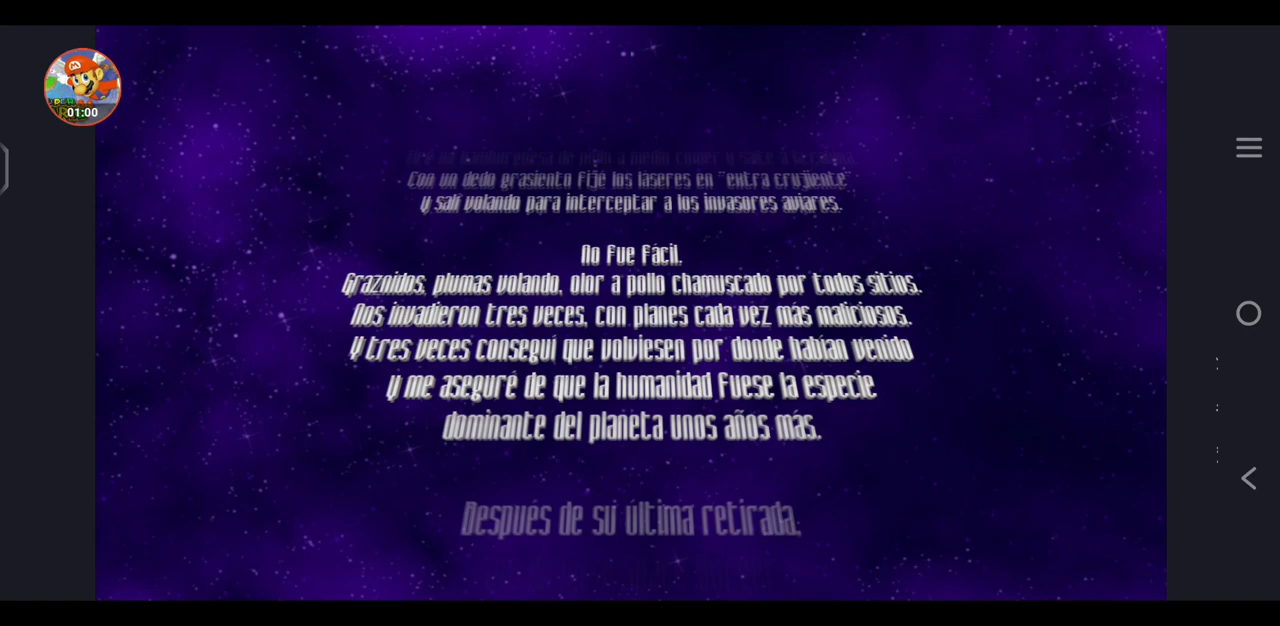 01:00
Con un dedo grasiento fijé los láseres en "extra crujiente"
y salí volando para interceptar a los invasores aviares.
No fue fácil.
Graznidos, plumas volando, olor a pollo chamuscado por todos sitios.
Nos invadieron tres veces, con planes cada vez más maliciosos.
Y tres veces conseguí que volviesen por donde habían venido
y me aseguré de que la humanidad fuese la especie
dominante del planeta unos años más.
Después de su última retirada,